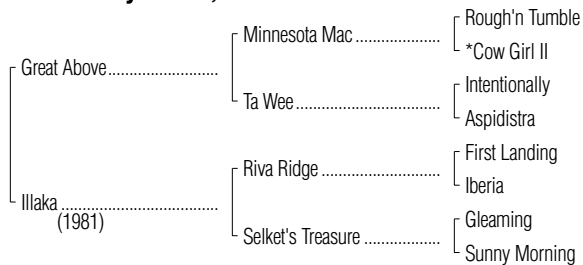 Rough'n Tumble
Minnesota Mac
*Cow Girl II
Great Above
Intentionally
Ta Wee
Aspidistra
First Landing
Riva Ridge
Iberia
Illaka
(1981)
Gleaming
Selket's Treasure
Sunny Morning